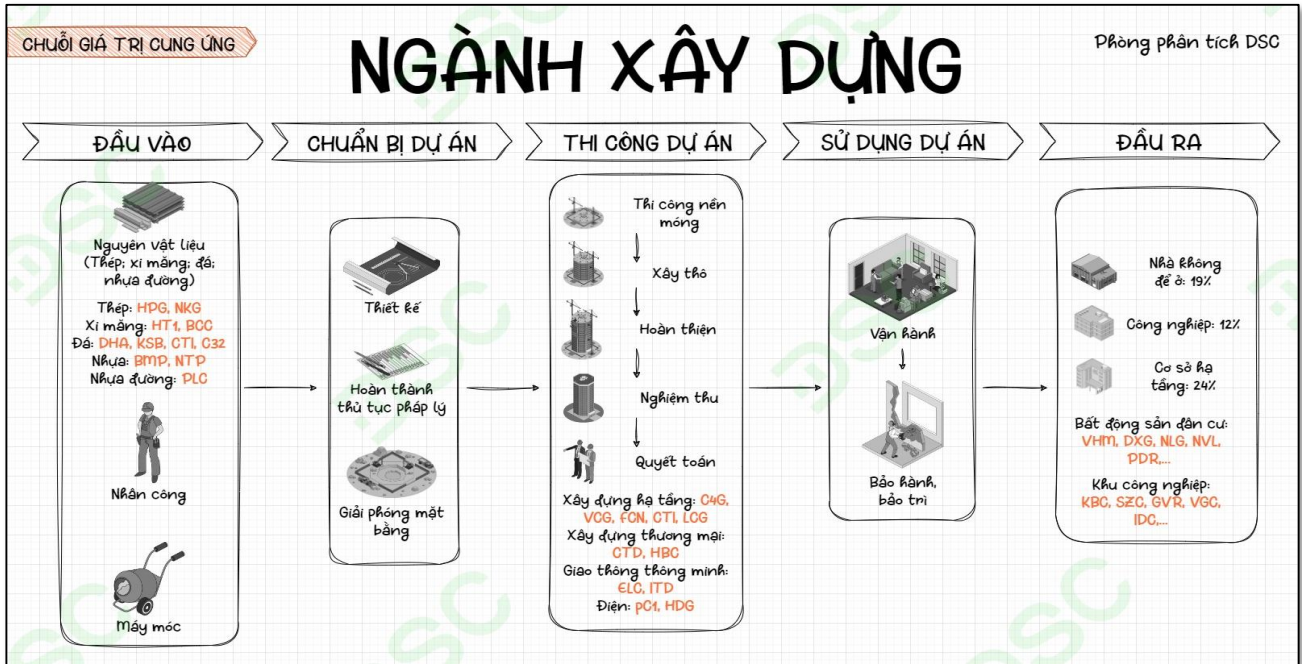 CHUỖI GIÁ TRỊ CUNG ỨNG
NGÀNH XÂY DỰNG
Phòng phân tích DSC
ĐẦU VÀO
CHUẨN BỊ DỰ ÁN
THI CÔNG DỰ ÁN
SỬ DỤNG DỰ ÁN
ĐẦU RA
Nguyên vật liệu
(Thép; xi măng; đá;
nhựa đường)
Thép: HPG, NKG
Xi măng: HT1, BCC
Đá: DHA, KSB, CTI, C32
Nhựa: BMP, NTP
Nhựa đường: PLC
Nhân công
Máy móc
Thiết kế
Hoàn thành
thủ tục pháp lý
Giải phóng mặt
bằng
Thi công nền
móng
Xây thô
Hoàn thiện
Nghiệm thu
Quyết toán
Xây dựng hạ tầng: C4G,
VCG, FCN, CTI, LCG
Xây dựng thương mại:
CTD, HBC
Giao thông thông minh:
ELC, ITD
Điện: PC1, HDG
Vận hành
Bảo hành,
bảo trì
Nhà không
để ở: 19%
Công nghiệp: 12%
Cơ sở hạ
tầng: 24%
Bất động sản dân cư:
VHM, DXG, NLG, NVL,
PDR,...
Khu công nghiệp:
KBC, SZC, GVR, VGC,
IDC,...
DSC
DSC
DSC
DSC
DSC
DSC